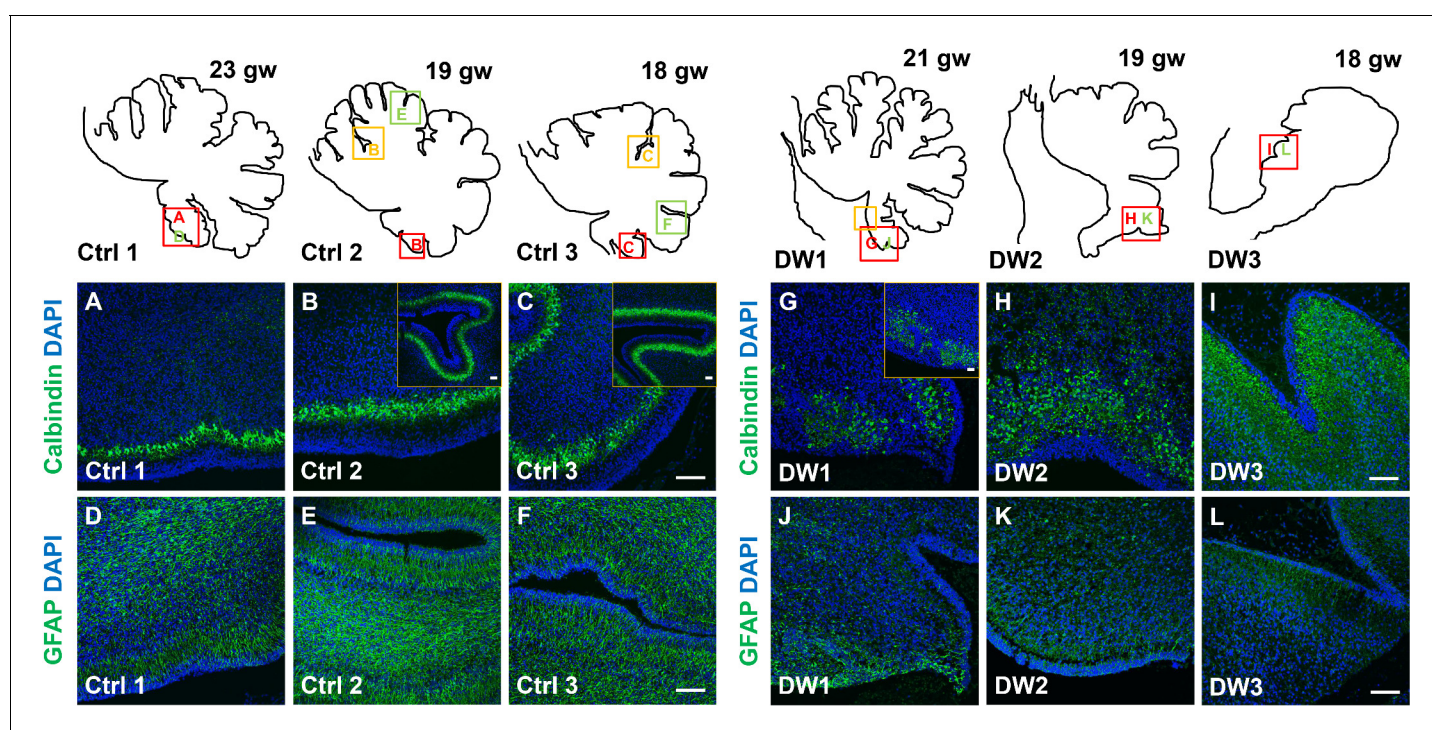 23 gw
19 gw
18 gw
21 gw
19 gw
18 gw
E
B
C
I L
A
D
F
B
C
G J
H K
Ctrl 1
Ctrl 2
Ctrl 3
DW1
DW2
DW3
Calbindin DAPI
A
Ctrl 1
B
Ctrl 2
C
Ctrl 3
Calbindin DAPI
G
DW1
H
DW2
I
DW3
GFAP DAPI
D
Ctrl 1
E
Ctrl 2
F
Ctrl 3
GFAP DAPI
J
DW1
K
DW2
L
DW3